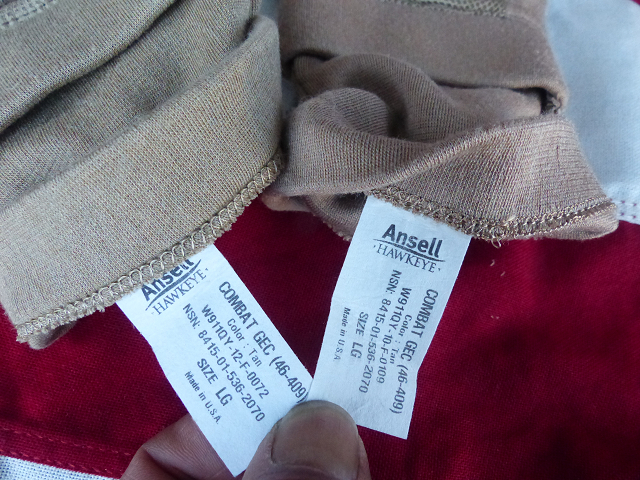 Ansell
HAWKEYE
COMBAT GEC (46-409)
Color : Tan
W911QY-12-F-0072
NSN: 8415-01-536-2070
SIZE LG
Made in U.S.A.
Ansell
HAWKEYE
COMBAT GEC (46-409)
Color : Tan
W911QY-10-F-0109
NSN: 8415-01-536-2070
SIZE LG
Made in U.S.A.